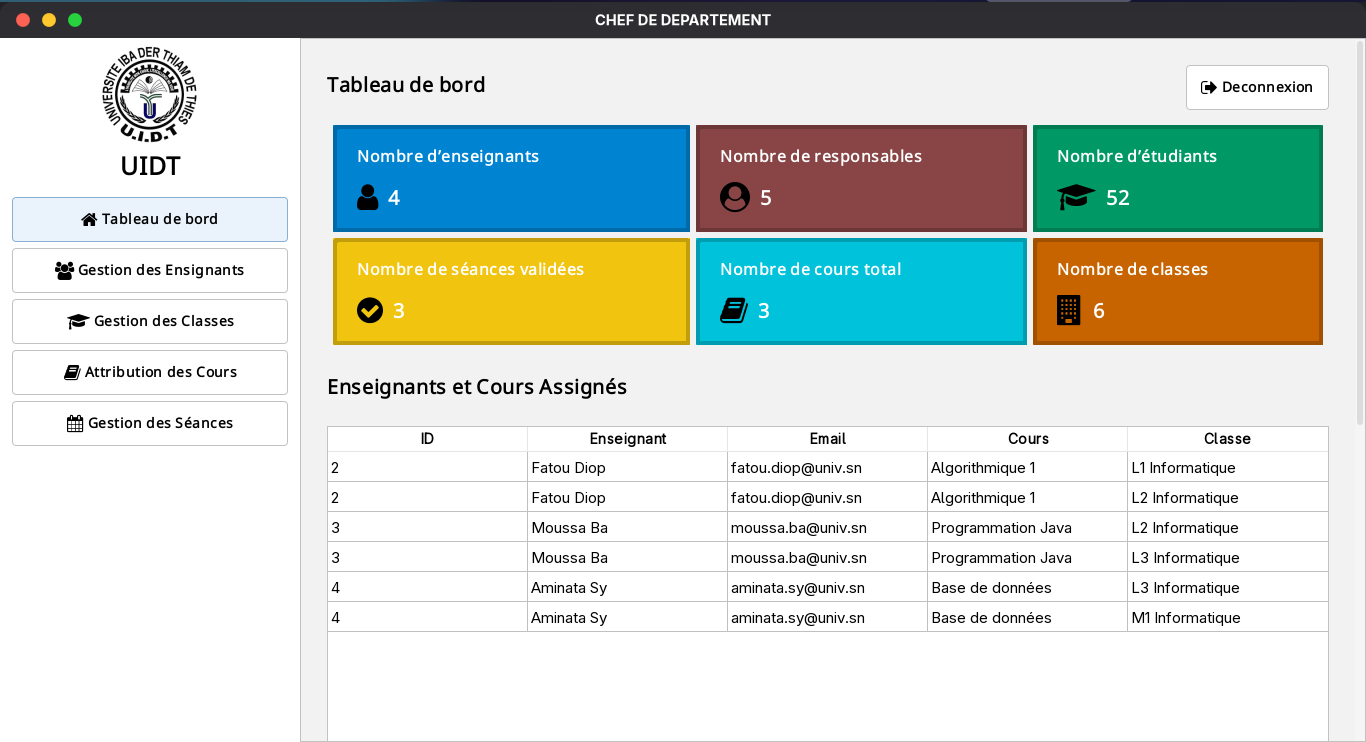 CHEF DE DEPARTEMENT
UNIVERSITE IBA DER THIAM DE THIES
U.I.D.T
UIDT
Tableau de bord
Gestion des Ensignants
Gestion des Classes
Attribution des Cours
Gestion des Séances
Tableau de bord
Deconnexion
Nombre d’enseignants
4
Nombre de responsables
5
Nombre d’étudiants
52
Nombre de séances validées
3
Nombre de cours total
3
Nombre de classes
6
Enseignants et Cours Assignés
ID Enseignant Email Cours Classe
2 Fatou Diop fatou.diop@univ.sn Algorithmique 1 L1 Informatique
2 Fatou Diop fatou.diop@univ.sn Algorithmique 1 L2 Informatique
3 Moussa Ba moussa.ba@univ.sn Programmation Java L2 Informatique
3 Moussa Ba moussa.ba@univ.sn Programmation Java L3 Informatique
4 Aminata Sy aminata.sy@univ.sn Base de données L3 Informatique
4 Aminata Sy aminata.sy@univ.sn Base de données M1 Informatique